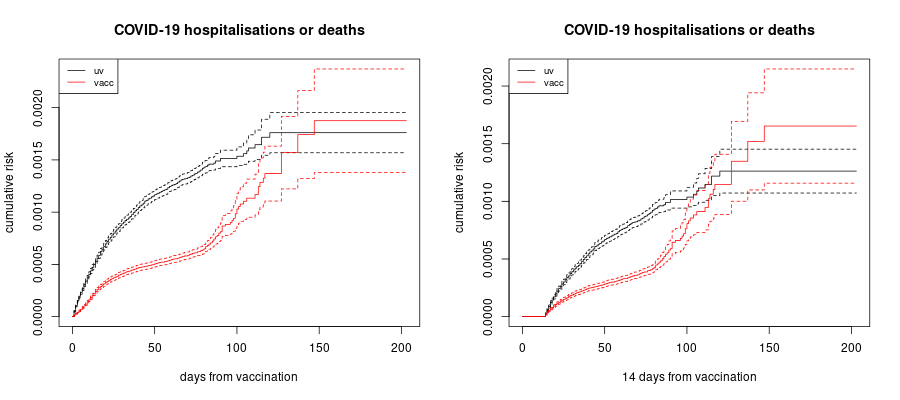 COVID-19 hospitalisations or deaths
uv
vacc
cumulative risk
0.0020
0.0015
0.0010
0.0005
0.0000
0 50 100 150 200
days from vaccination
COVID-19 hospitalisations or deaths
uv
vacc
cumulative risk
0.0020
0.0015
0.0010
0.0005
0.0000
0 50 100 150 200
14 days from vaccination